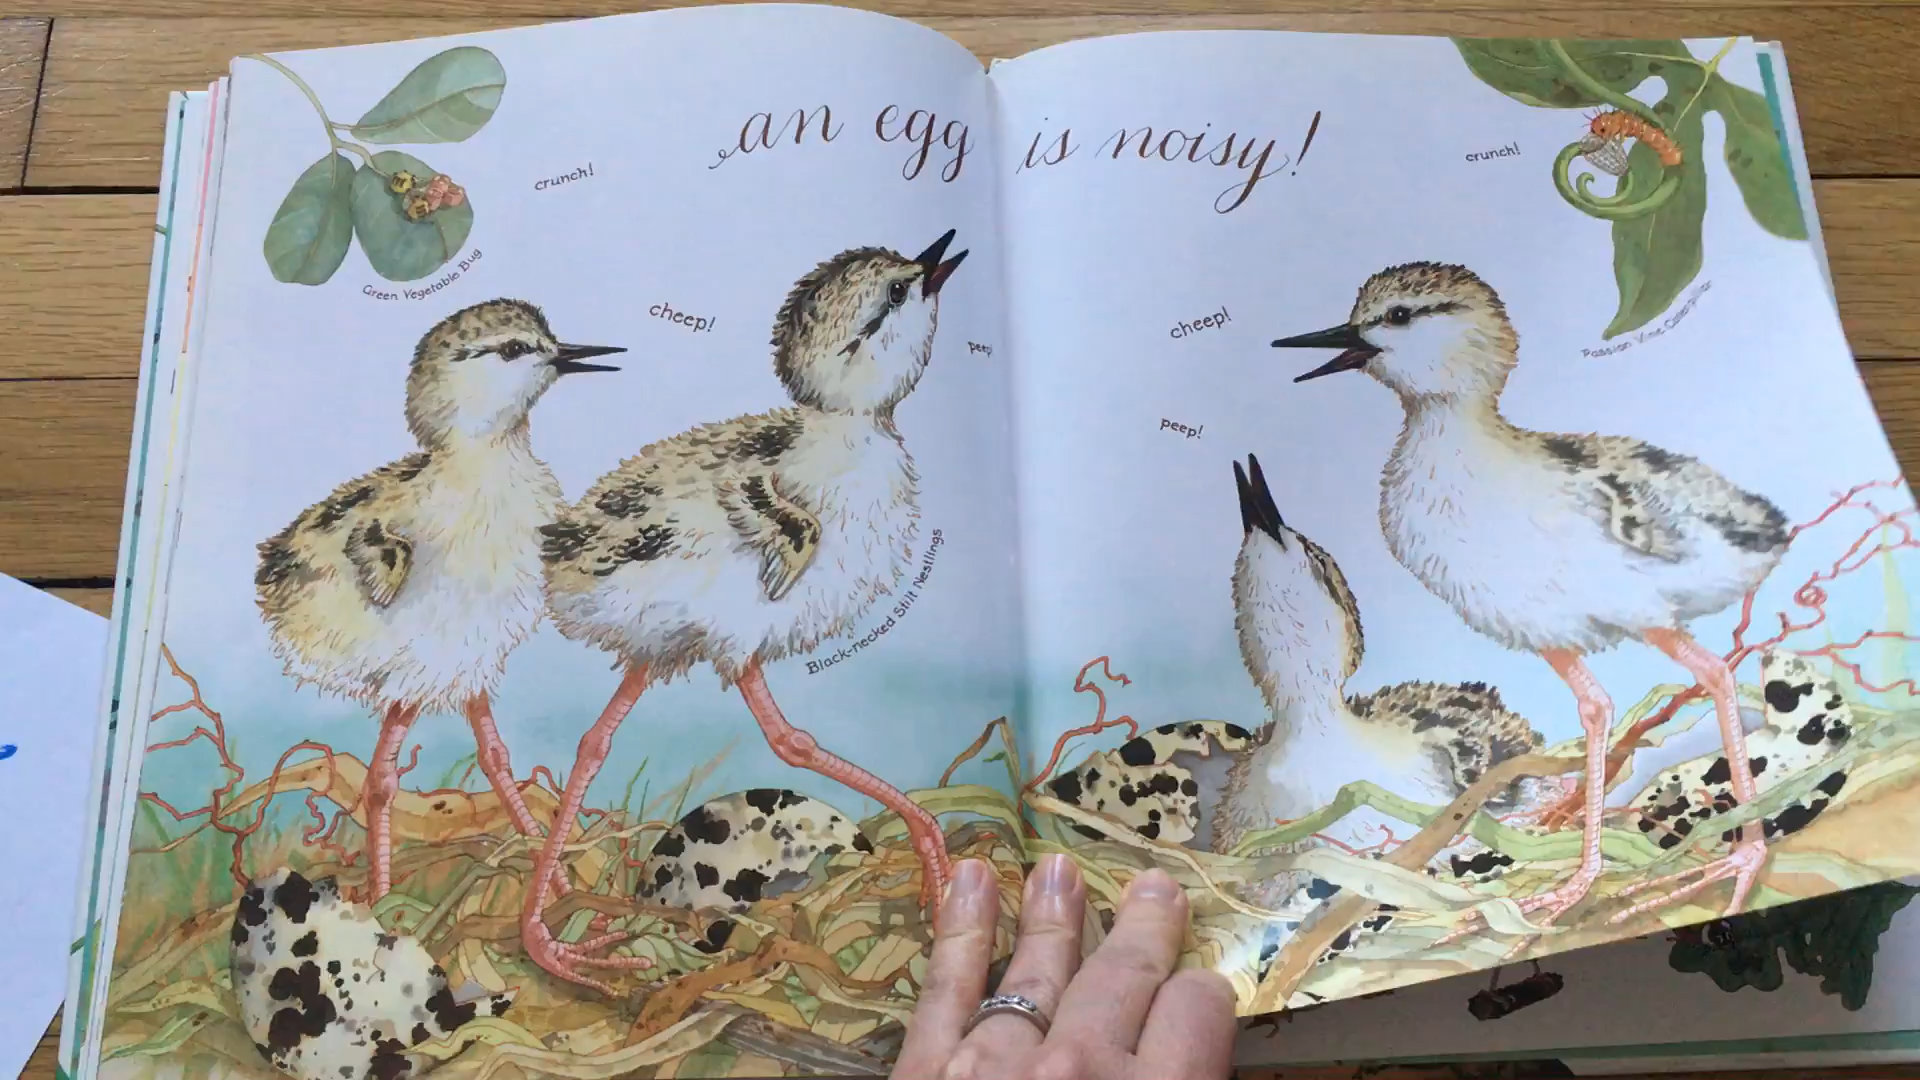 an egg is noisy!
crunch!
Green Vegetable Bug
cheep!
peep!
Black-necked Stilt Nestlings
crunch!
cheep!
peep!
Passion Vine Caterpillar